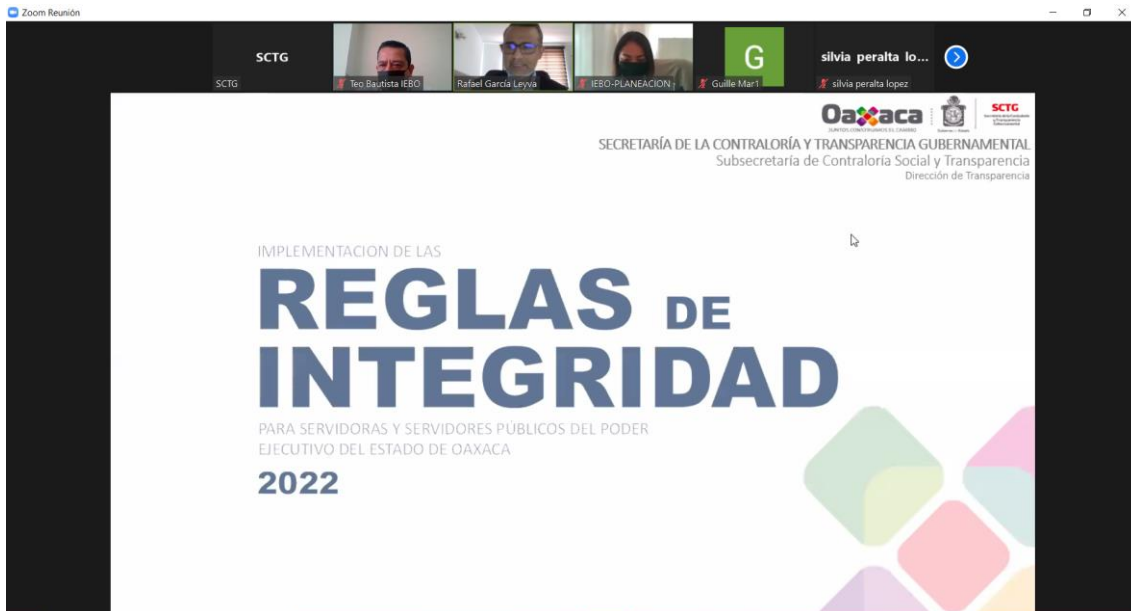 Zoom Reunión
SCTG
silvia peralta lo...
G
SCTG
Teo Bautista IEBO
Rafael García Leyva
IEBO-PLANEACION
Guille Mar1
silvia peralta lopez
Oaxaca
SCTG
SECRETARÍA DE LA CONTRALORÍA Y TRANSPARENCIA GUBERNAMENTAL
Subsecretaría de Contraloría Social y Transparencia
Dirección de Transparencia
IMPLEMENTACION DE LAS
REGLAS DE
INTEGRIDAD
PARA SERVIDORAS Y SERVIDORES PÚBLICOS DEL PODER
EJECUTIVO DEL ESTADO DE OAXACA
2022